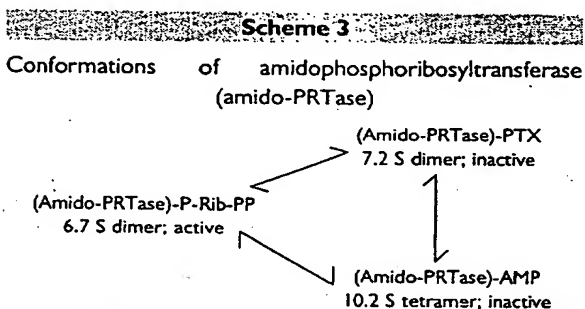 Scheme 3
Conformations of amidophosphoribosyltransferase
(amido-PRTase)
(Amido-PRTase)-PTX
7.2 S dimer; inactive
(Amido-PRTase)-P-Rib-PP
6.7 S dimer; active
(Amido-PRTase)-AMP
10.2 S tetramer; inactive